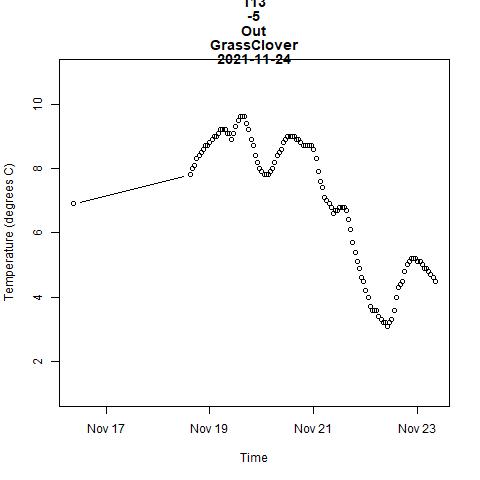 T13
-5
Out
GrassClover
2021-11-24
10
8
6
4
2
Temperature (degrees C)
Nov 17 Nov 19 Nov 21 Nov 23
Time